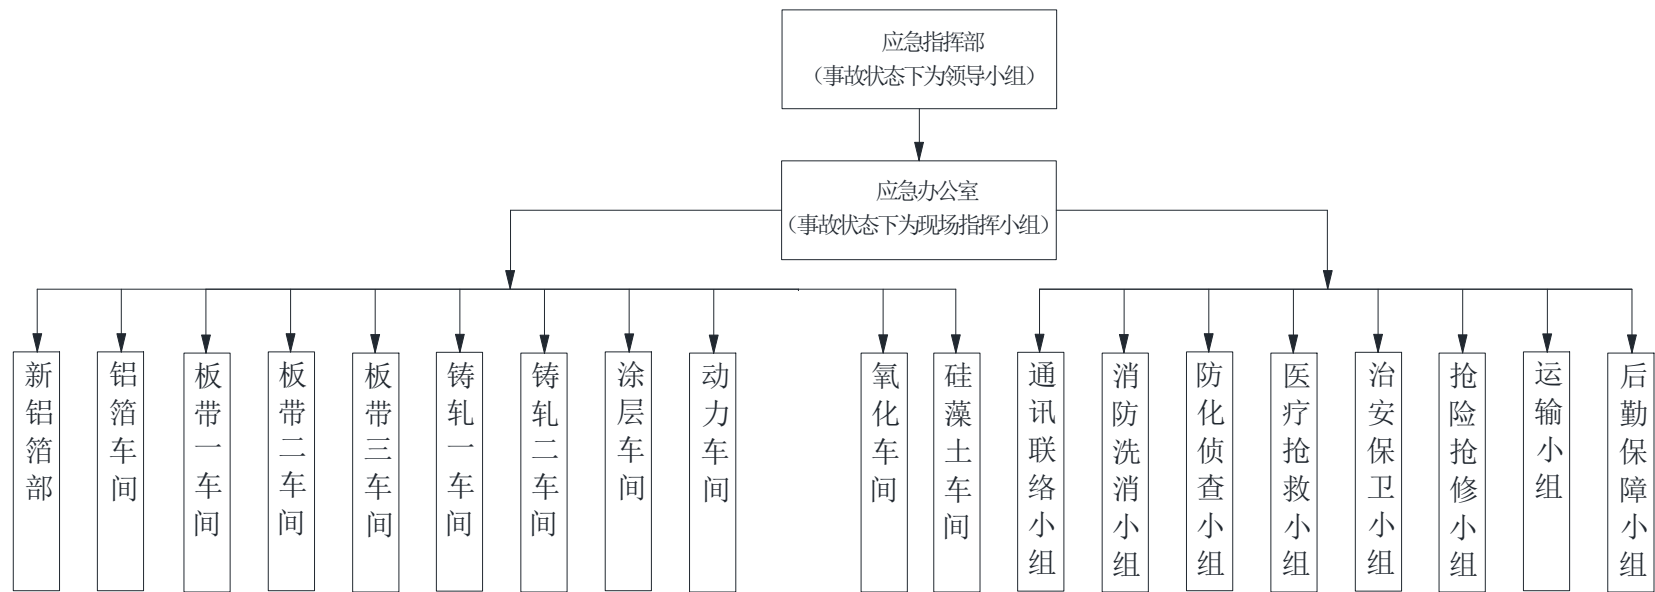 应急指挥部
（事故状态下为领导小组）
应急办公室
（事故状态下为现场指挥小组）
新铝箔部
铝箔车间
板带一车间
板带二车间
板带三车间
铸轧一车间
铸轧二车间
涂层车间
动力车间
氧化车间
硅藻土车间
通讯联络小组
消防洗消小组
防化侦查小组
医疗抢救小组
治安保卫小组
抢险抢修小组
运输小组
后勤保障小组